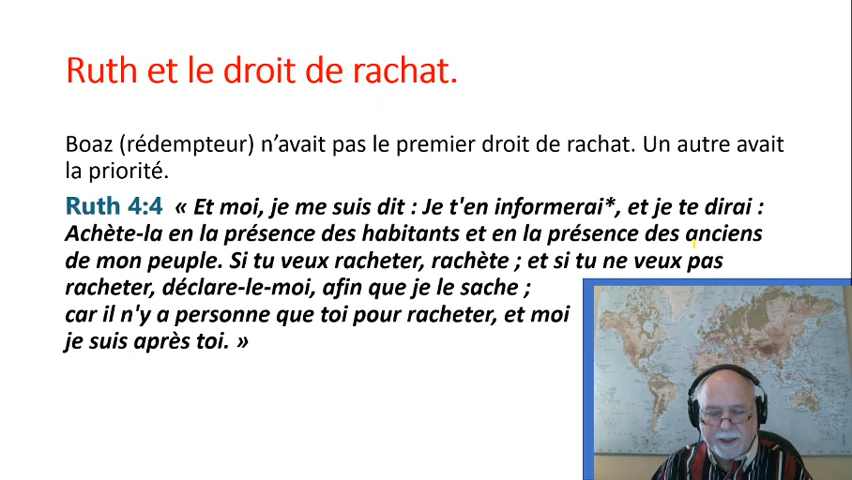 Ruth et le droit de rachat.
Boaz (rédempteur) n'avait pas le premier droit de rachat. Un autre avait
la priorité.
Ruth 4:4 « Et moi, je me suis dit : Je t'en informerai*, et je te dirai :
Achète-la en la présence des habitants et en la présence des anciens
de mon peuple. Si tu veux racheter, rachète ; et si tu ne veux pas
racheter, déclare-le-moi, afin que je le sache ;
car il n'y a personne que toi pour racheter, et moi
je suis après toi. »